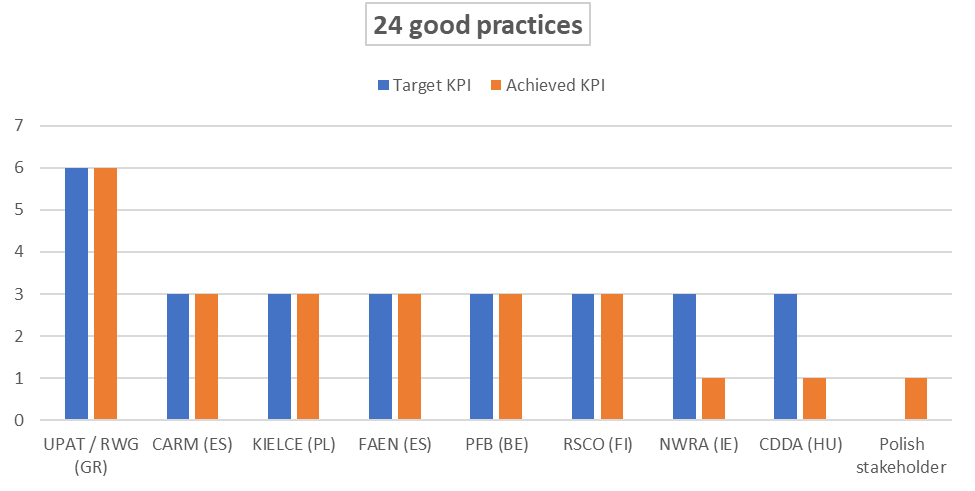 24 good practices
Target KPI
Achieved KPI
7
6
5
4
3
2
1
0
UPAT / RWG
(GR)
CARM (ES)
KIELCE (PL)
FAEN (ES)
PFB (BE)
RSCO (FI)
NWRA (IE)
CDDA (HU)
Polish
stakeholder